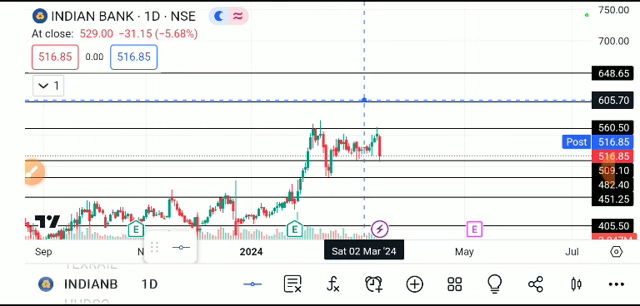 INDIAN BANK · 1D · NSE
At close: 529.00 −31.15 (−5.68%)
516.85 0.00 516.85
1
750.00
700.00
648.65
605.70
560.50
Post 516.85
516.85
509.10
482.40
451.25
405.50
E E E
Sep 2024 Sat 02 Mar '24 May Jul
INDIANB 1D